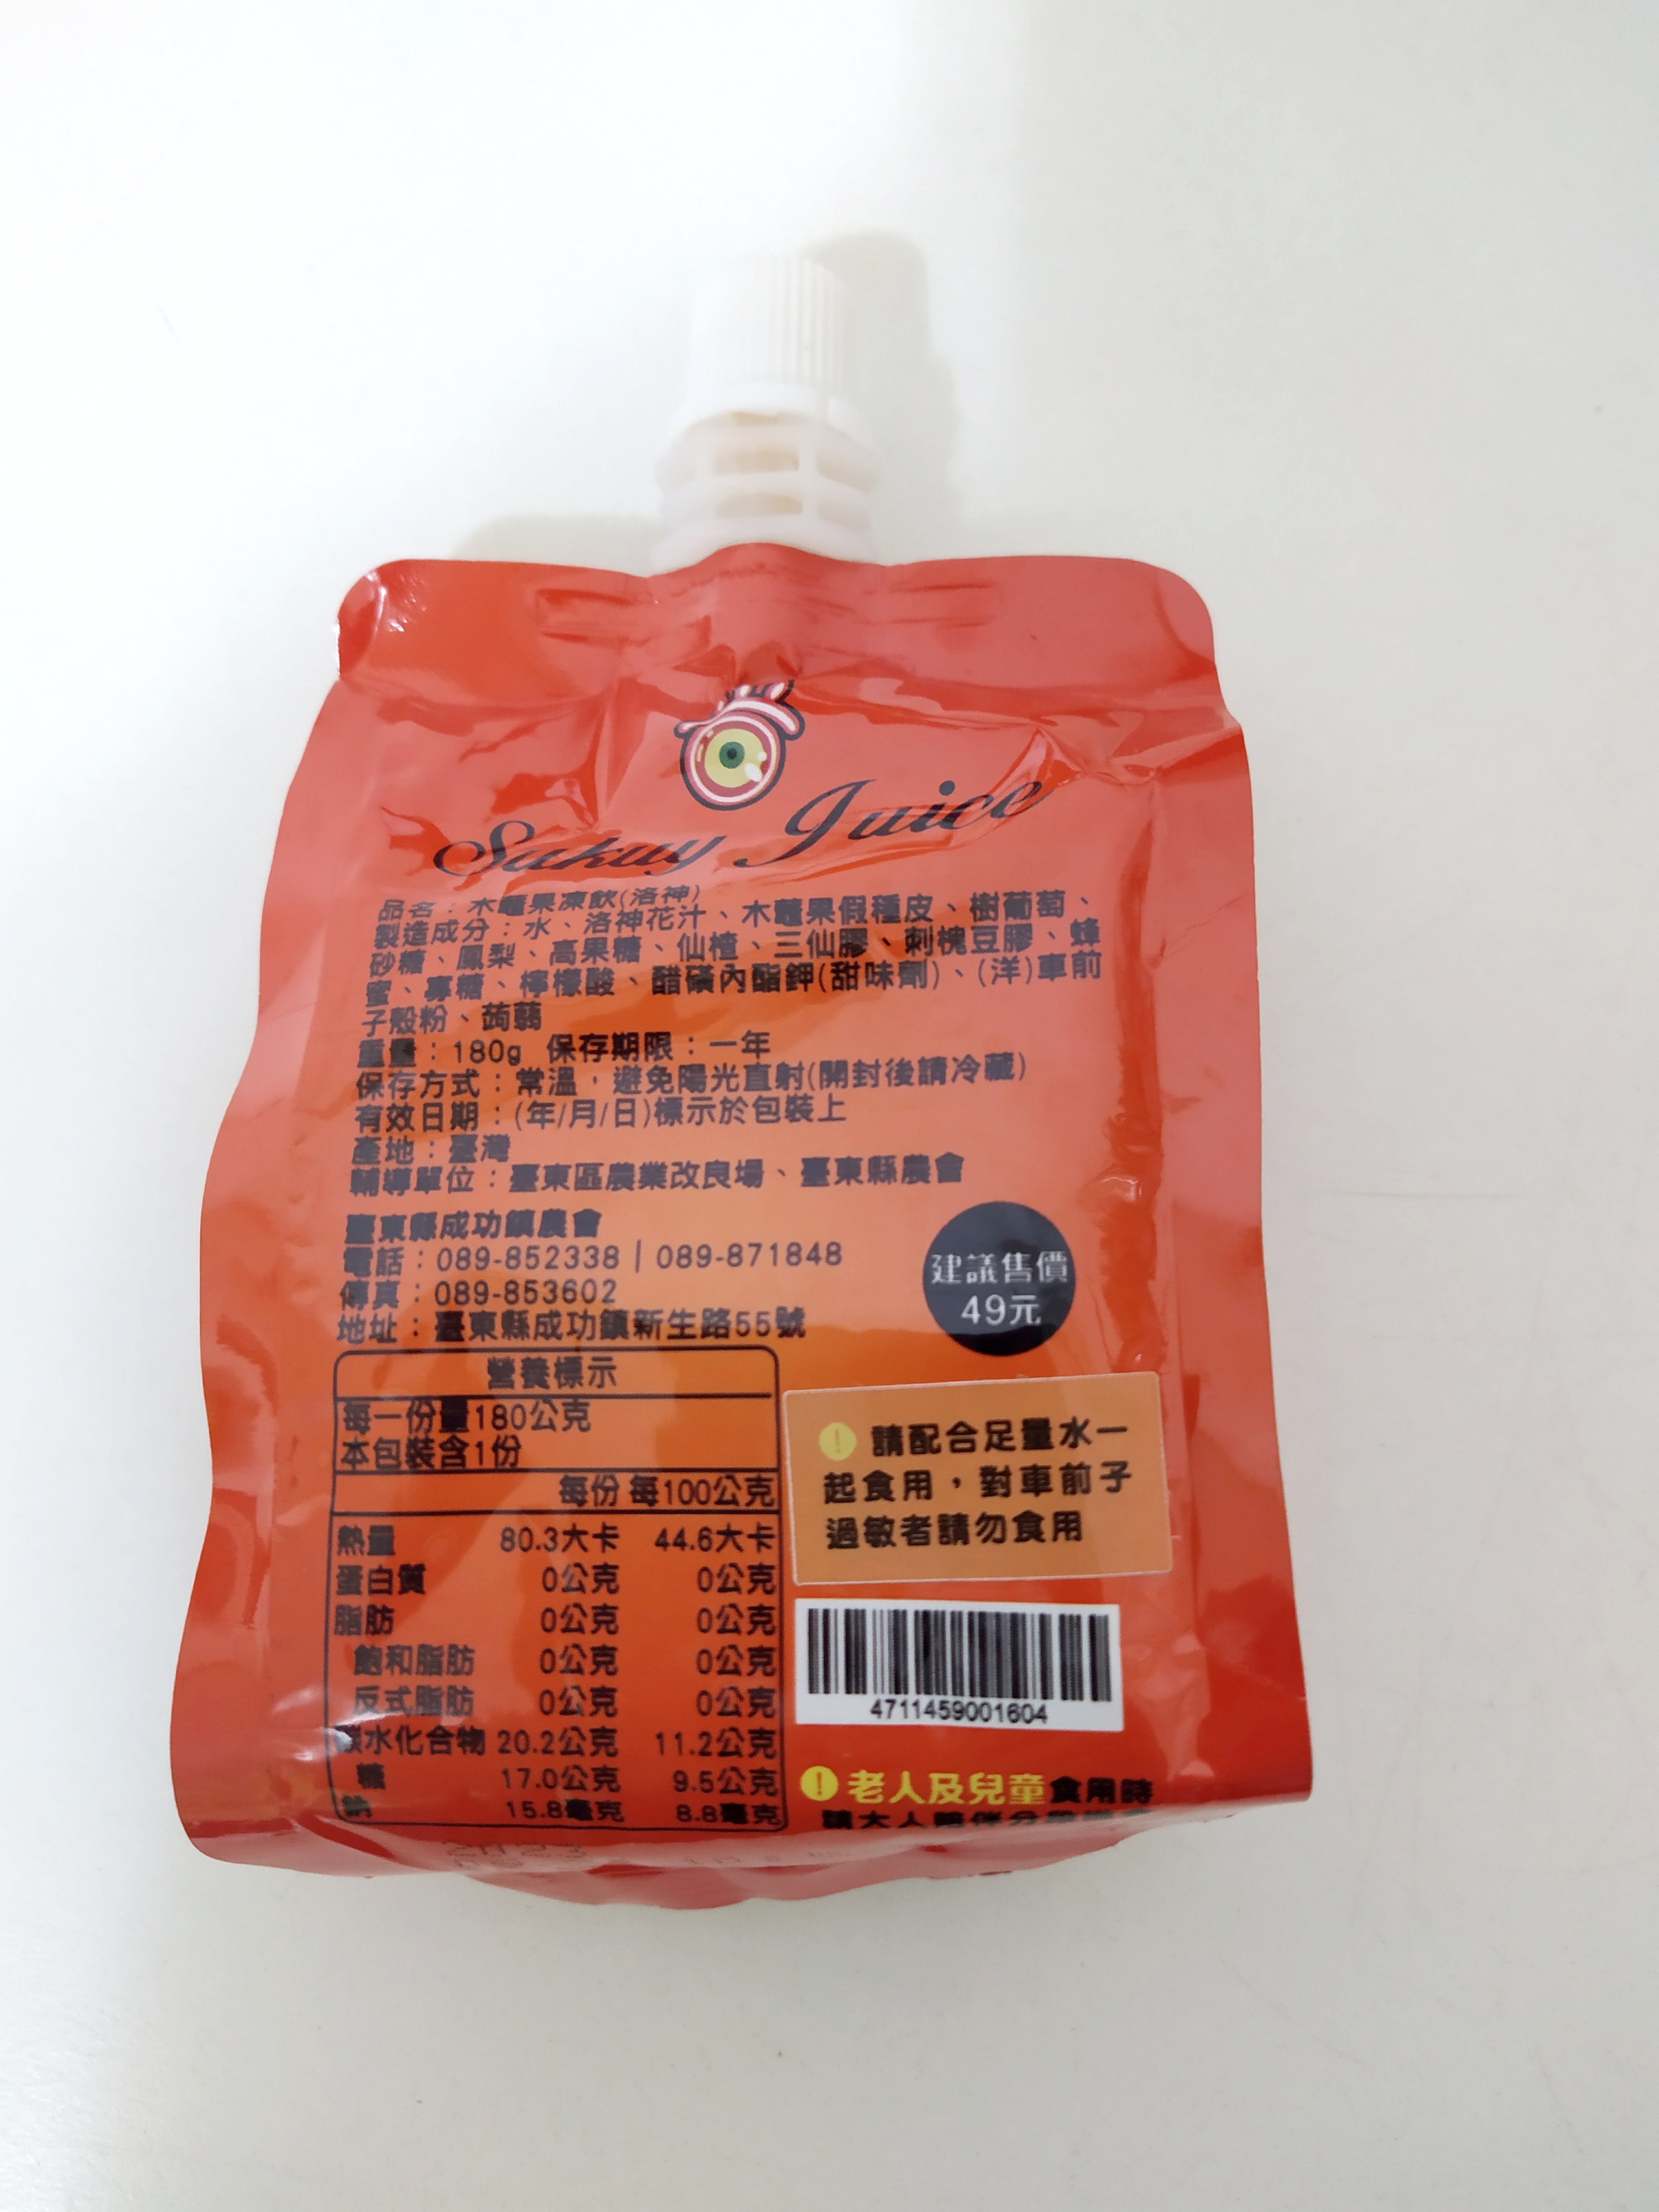 Sukuy Juice
品名：木虌果凍飲(洛神)
製造成分：水、洛神花汁、木虌果假種皮、樹葡萄、
砂糖、鳳梨、高果糖、仙楂、三仙膠、刺槐豆膠、蜂
蜜、寡糖、檸檬酸、醋磺內酯鉀(甜味劑)、(洋)車前
子殼粉、蒟蒻
重量：180g 保存期限：一年
保存方式：常溫，避免陽光直射(開封後請冷藏)
有效日期：(年/月/日)標示於包裝上
產地：臺灣
輔導單位：臺東區農業改良場、臺東縣農會
臺東縣成功鎮農會
電話：089-852338｜089-871848
傳真：089-853602
地址：臺東縣成功鎮新生路55號
建議售價
49元
營養標示
每一份量180公克
本包裝含1份
每份 每100公克
熱量 80.3大卡 44.6大卡
蛋白質 0公克 0公克
脂肪 0公克 0公克
飽和脂肪 0公克 0公克
反式脂肪 0公克 0公克
碳水化合物 20.2公克 11.2公克
糖 17.0公克 9.5公克
鈉 15.8毫克 8.8毫克
! 請配合足量水一
起食用，對車前子
過敏者請勿食用
4711459001604
! 老人及兒童食用時
請大人陪伴分